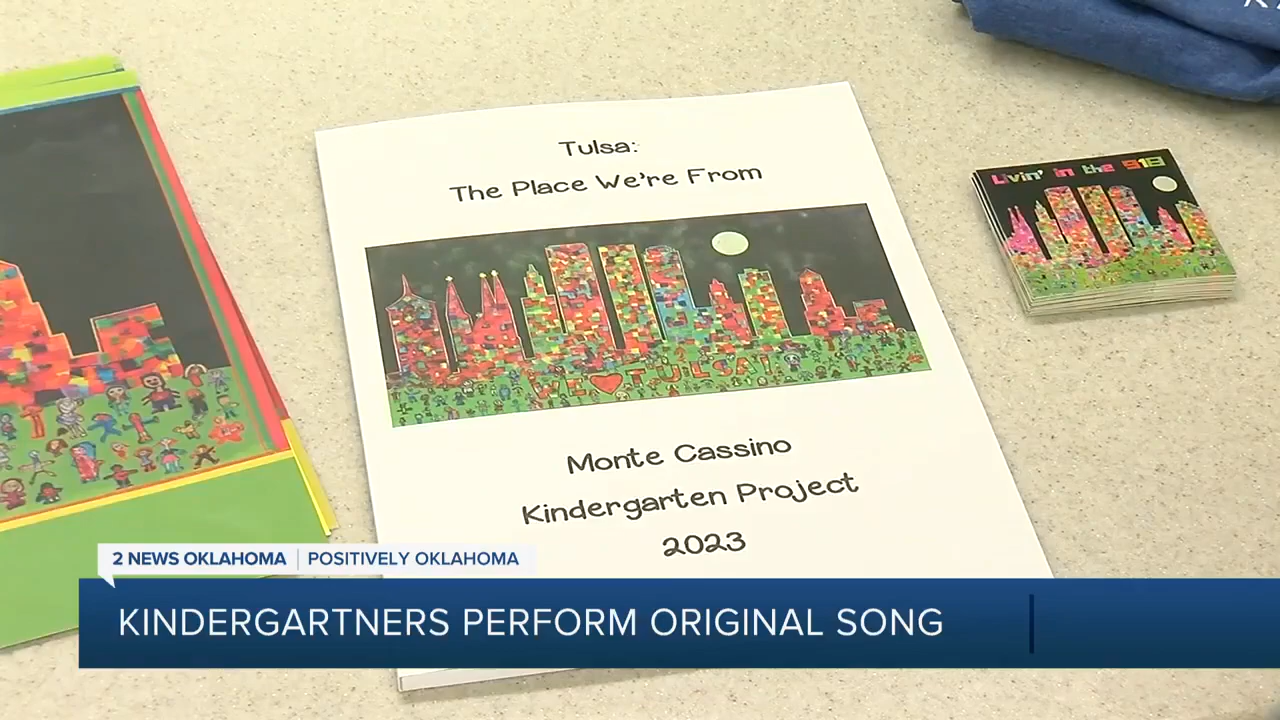 Tulsa:
The Place We're From
WE ♥ TULSA!
Monte Cassino
Kindergarten Project
2023
Livin' in the 918
2 NEWS OKLAHOMA | POSITIVELY OKLAHOMA
KINDERGARTNERS PERFORM ORIGINAL SONG